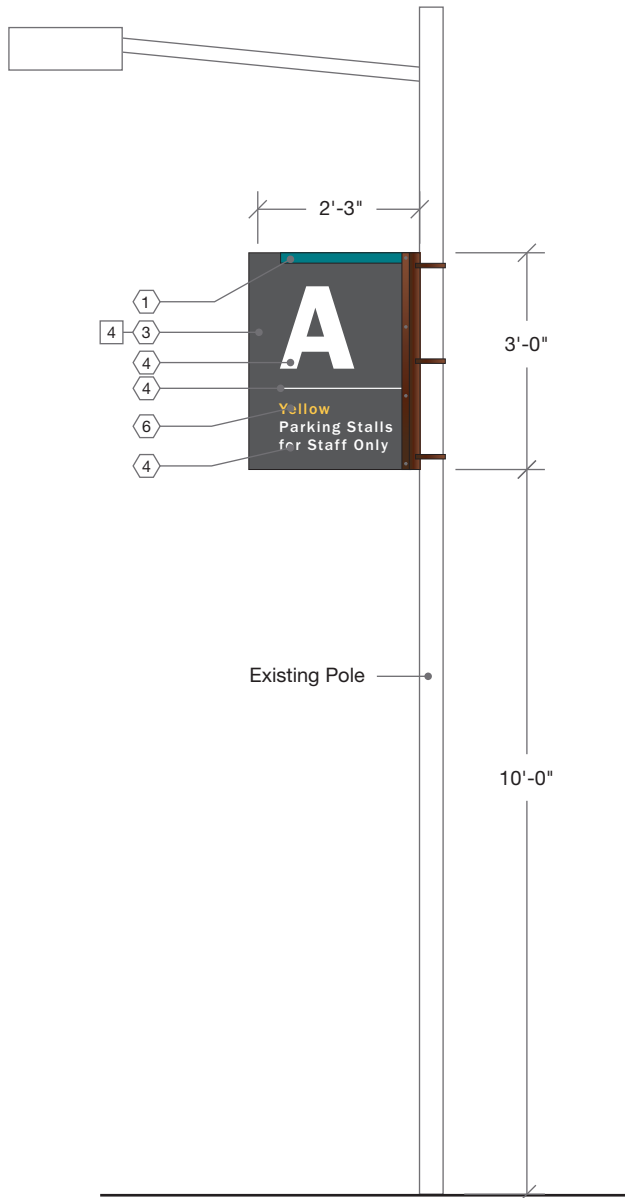 2'-3"
1
4 3
4
4
6
4
A
Yellow
Parking Stalls
for Staff Only
3'-0"
Existing Pole
10'-0"